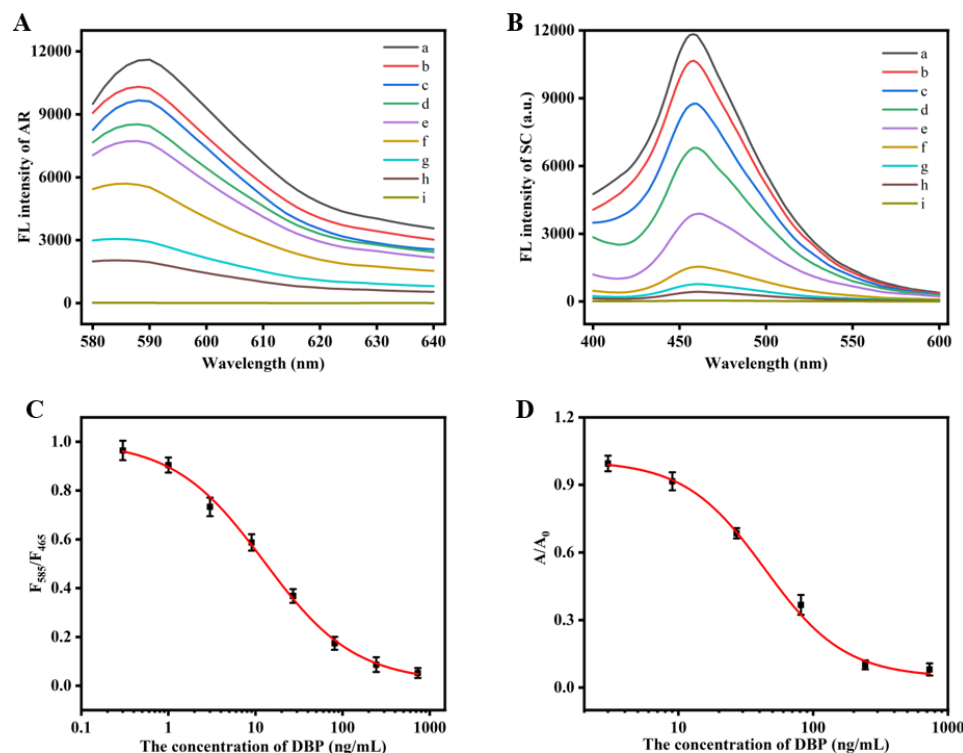 A
12000
9000
6000
3000
0
FL intensity of AR
580 590 600 610 620 630 640
Wavelength (nm)
a
b
c
d
e
f
g
h
i
B
12000
9000
6000
3000
0
FL intensity of SC (a.u.)
400 450 500 550 600
Wavelength (nm)
a
b
c
d
e
f
g
h
i
C
1.0
0.8
0.6
0.4
0.2
0.0
F585/F465
0.1 1 10 100 1000
The concentration of DBP (ng/mL)
D
1.2
0.9
0.6
0.3
0.0
A/A0
10 100 1000
The concentration of DBP (ng/mL)